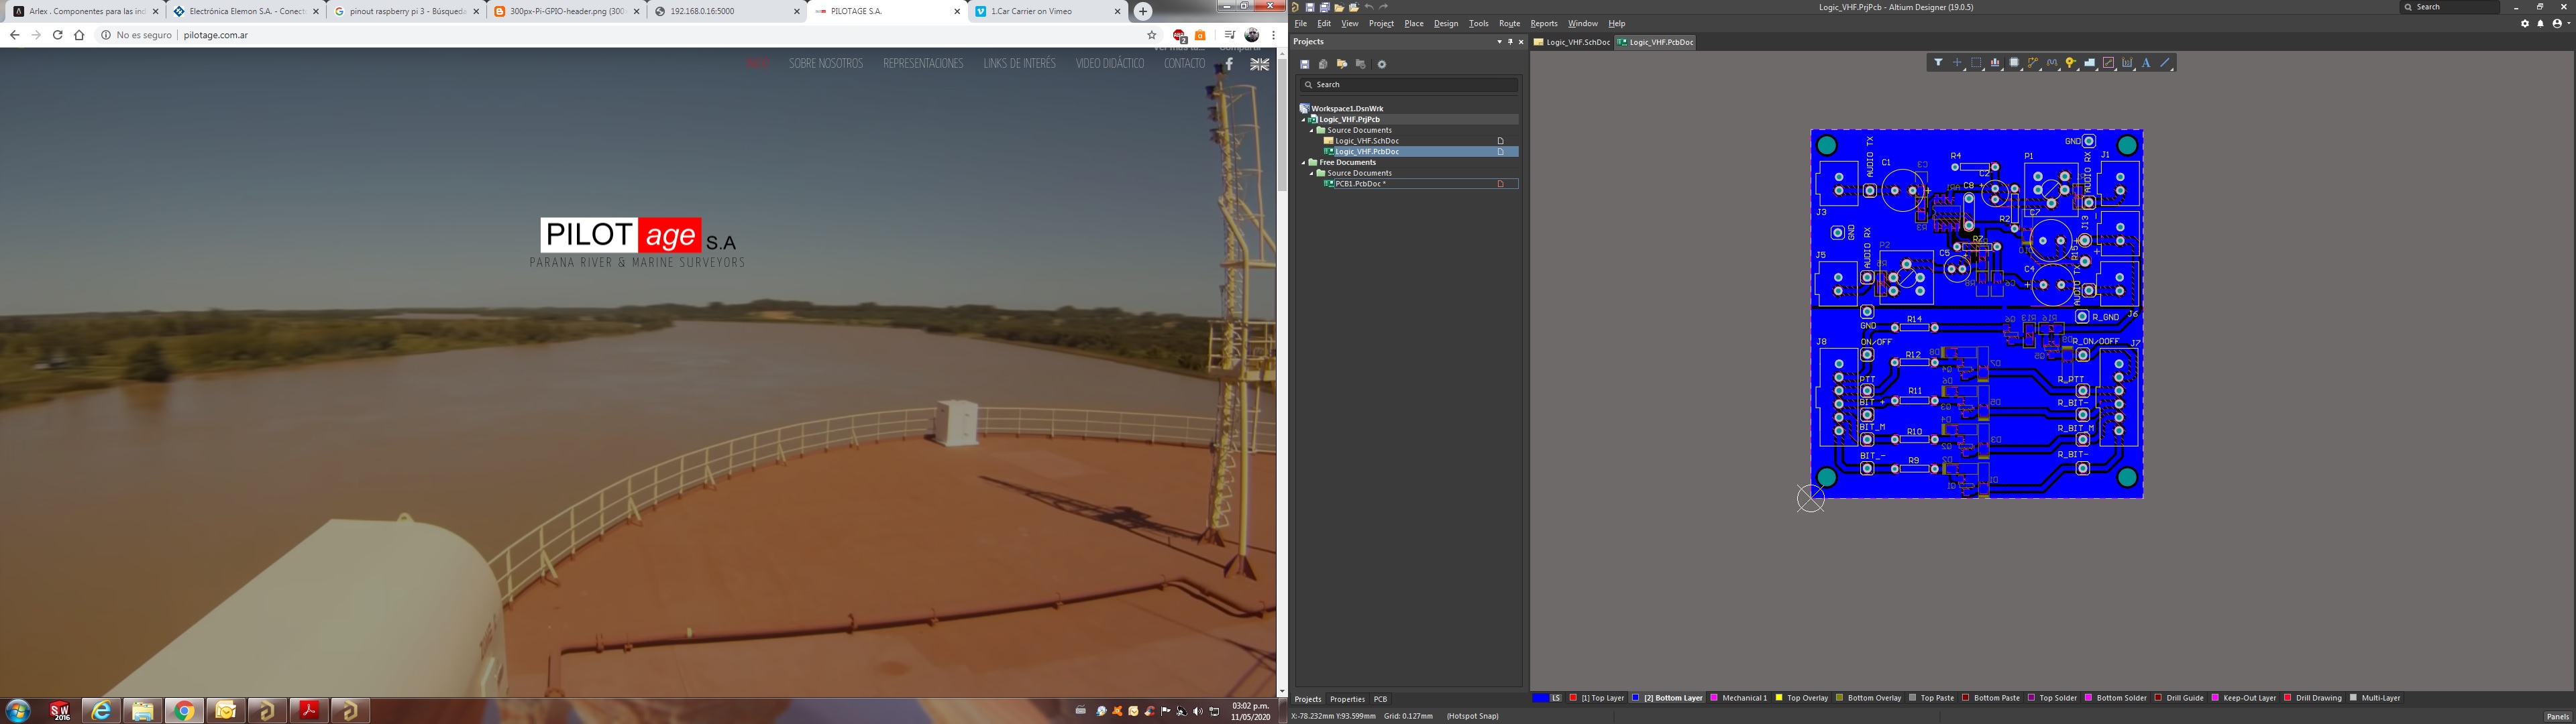 Arlex . Componentes para las ind
Electrónica Elemon S.A. - Conect
pinout raspberry pi 3 - Búsqueda
300px-Pi-GPIO-header.png (300×
192.168.0.16:5000
PILOTAGE S.A.
1.Car Carrier on Vimeo
No es seguro | pilotage.com.ar
SOBRE NOSOTROS
REPRESENTACIONES
LINKS DE INTERÉS
VIDEO DIDÁCTICO
CONTACTO
PILOT age S.A
PARANA RIVER & MARINE SURVEYORS
SW 2016
03:02 p.m.
11/05/2020
Logic_VHF.PrjPcb - Altium Designer (19.0.5)
Search
File Edit View Project Place Design Tools Route Reports Window Help
Projects
Logic_VHF.SchDoc
Logic_VHF.PcbDoc
Search
Workspace1.DsnWrk
Logic_VHF.PrjPcb
Source Documents
Logic_VHF.SchDoc
Logic_VHF.PcbDoc
Free Documents
Source Documents
PCB1.PcbDoc *
AUDIO TX
C1
R4
P1
GND
J1
AUDIO RX
C2
C8
J3
R2
C7
J13
GND
AUDIO RX
P2
R7
J5
C5
C4
AUDIO TX
GND
R14
R_GND
J6
J8
ON/OFF
R12
R_ON/OOFF
J7
PTT
R11
R_PTT
BIT_+
R_BIT-
BIT_M
R10
R_BIT_M
BIT_-
R9
R_BIT-
Projects Properties PCB
LS [1] Top Layer [2] Bottom Layer Mechanical 1 Top Overlay Bottom Overlay Top Paste Bottom Paste Top Solder Bottom Solder Drill Guide Keep-Out Layer Drill Drawing Multi-Layer
X:-78.232mm Y:93.599mm Grid: 0.127mm (Hotspot Snap)
Panels